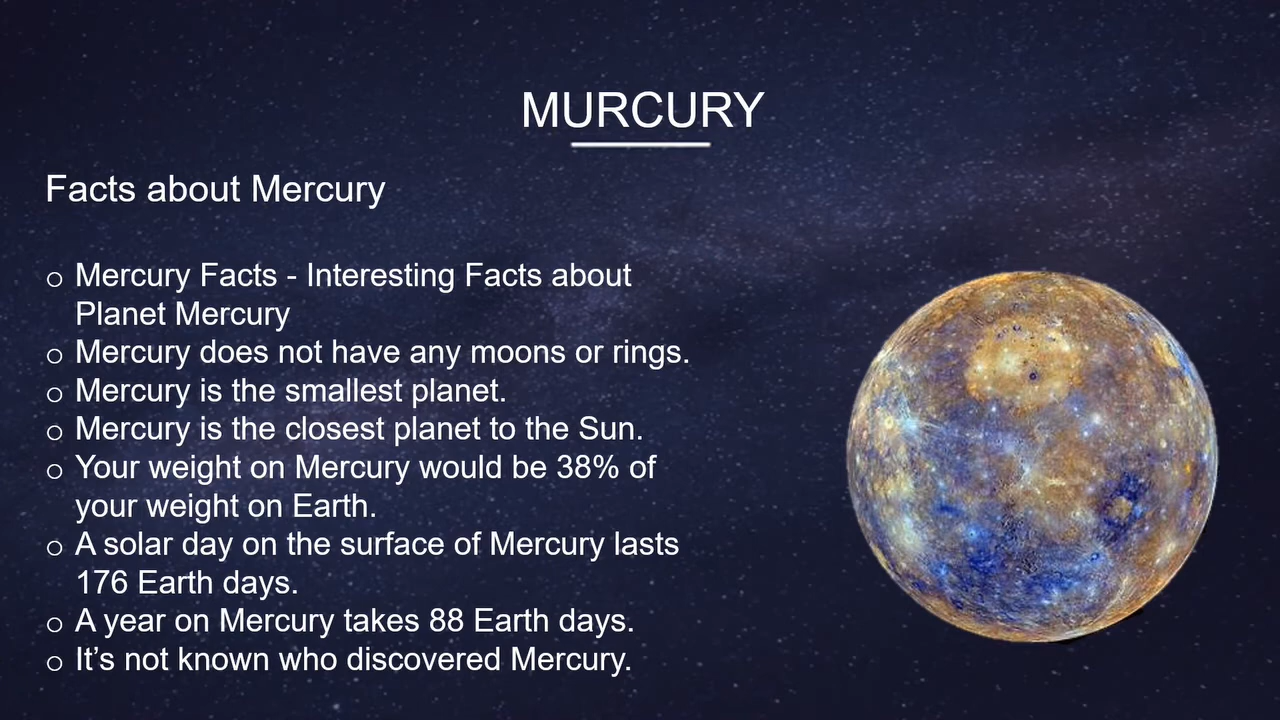 MURCURY
Facts about Mercury
○ Mercury Facts - Interesting Facts about
Planet Mercury
○ Mercury does not have any moons or rings.
○ Mercury is the smallest planet.
○ Mercury is the closest planet to the Sun.
○ Your weight on Mercury would be 38% of
your weight on Earth.
○ A solar day on the surface of Mercury lasts
176 Earth days.
○ A year on Mercury takes 88 Earth days.
○ It’s not known who discovered Mercury.